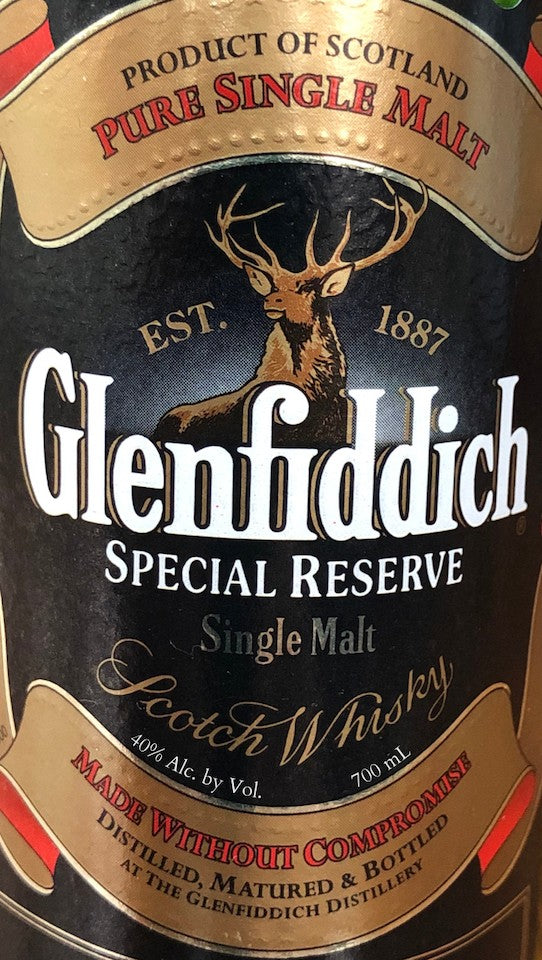 PRODUCT OF SCOTLAND
PURE SINGLE MALT
EST. 1887
Glenfiddich®
SPECIAL RESERVE
Single Malt
Scotch Whisky
40% Alc. by Vol. 700 mL
MADE WITHOUT COMPROMISE
DISTILLED, MATURED & BOTTLED
AT THE GLENFIDDICH DISTILLERY